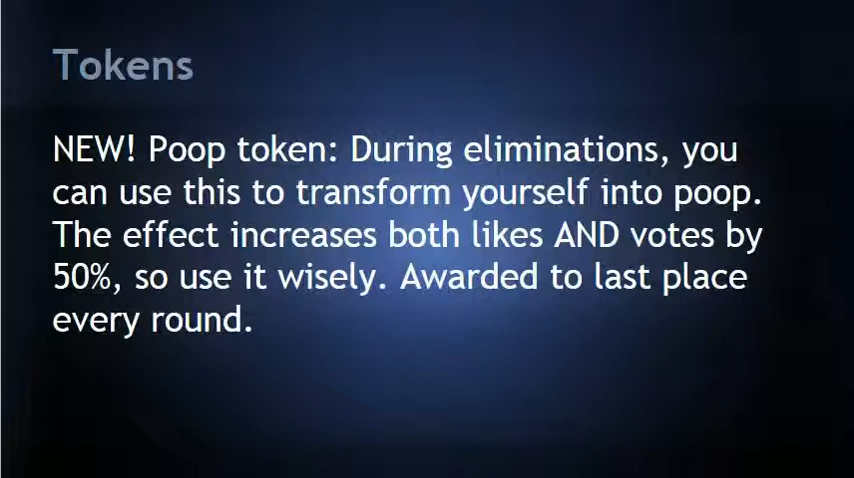 Tokens
NEW! Poop token: During eliminations, you
can use this to transform yourself into poop.
The effect increases both likes AND votes by
50%, so use it wisely. Awarded to last place
every round.